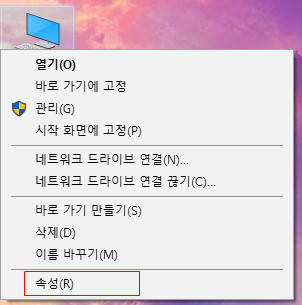 열기(O)
바로 가기에 고정
관리(G)
시작 화면에 고정(P)
네트워크 드라이브 연결(N)...
네트워크 드라이브 연결 끊기(C)...
바로 가기 만들기(S)
삭제(D)
이름 바꾸기(M)
속성(R)